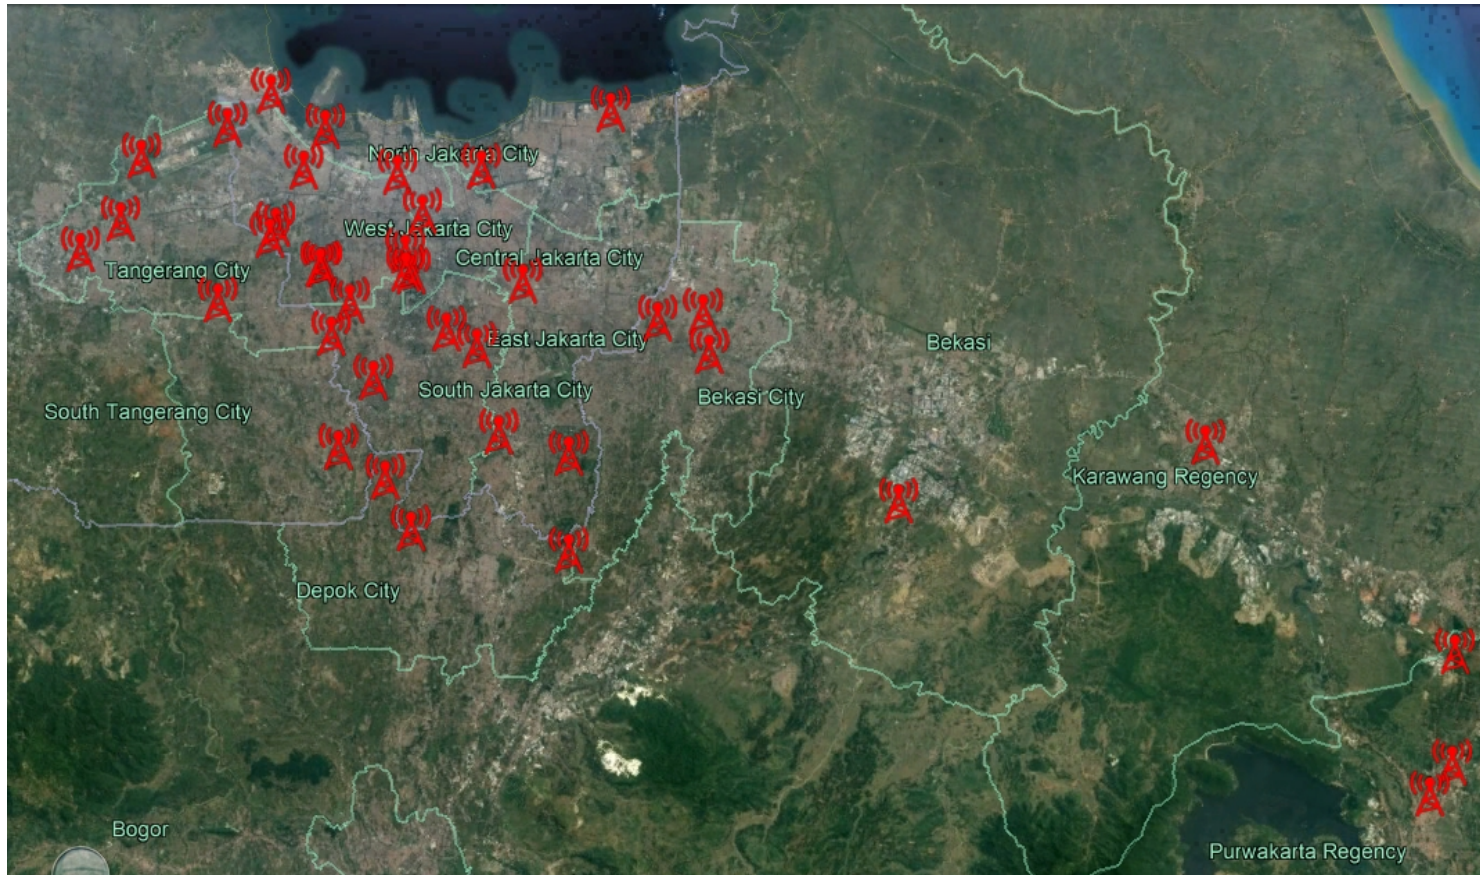 North Jakarta City
West Jakarta City
Central Jakarta City
Tangerang City
East Jakarta City
Bekasi
South Jakarta City
Bekasi City
South Tangerang City
Karawang Regency
Depok City
Bogor
Purwakarta Regency